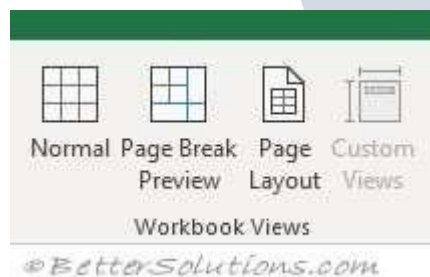 Normal Page Break Page Custom
Preview Layout Views
Workbook Views
©BetterSolutions.com